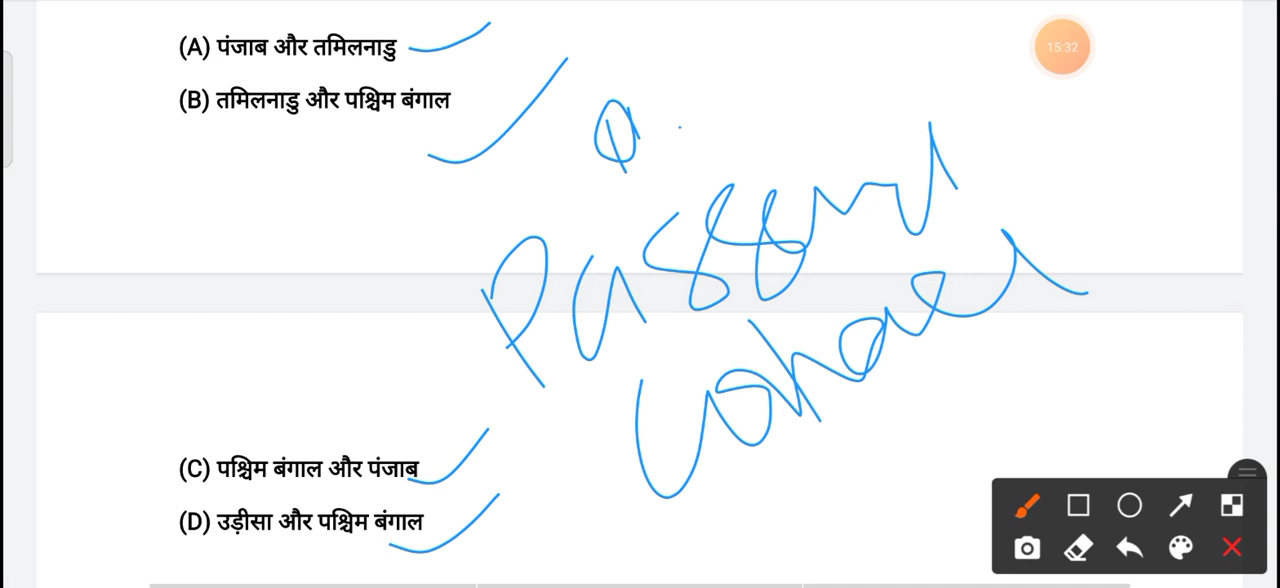 (A) पंजाब और तमिलनाडु
15:32
(B) तमिलनाडु और पश्चिम बंगाल
(C) पश्चिम बंगाल और पंजाब
(D) उड़ीसा और पश्चिम बंगाल